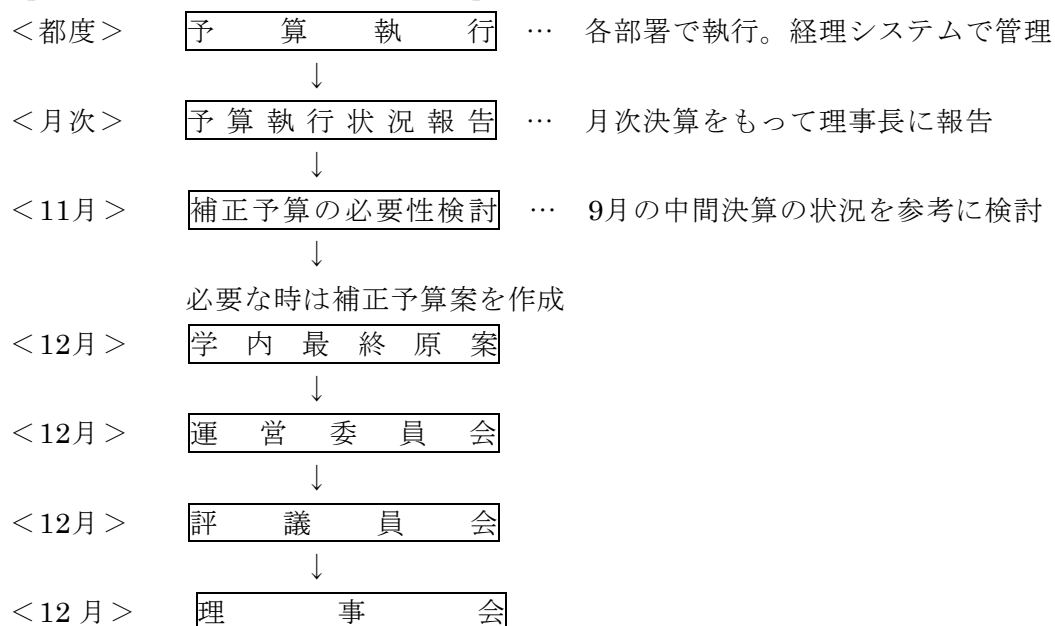 ＜都度＞ 予算執行 … 各部署で執行。経理システムで管理
↓
＜月次＞ 予算執行状況報告 … 月次決算をもって理事長に報告
↓
＜11月＞ 補正予算の必要性検討 … 9月の中間決算の状況を参考に検討
↓
必要な時は補正予算案を作成
＜12月＞ 学内最終原案
↓
＜12月＞ 運営委員会
↓
＜12月＞ 評議員会
↓
＜12月＞ 理事会